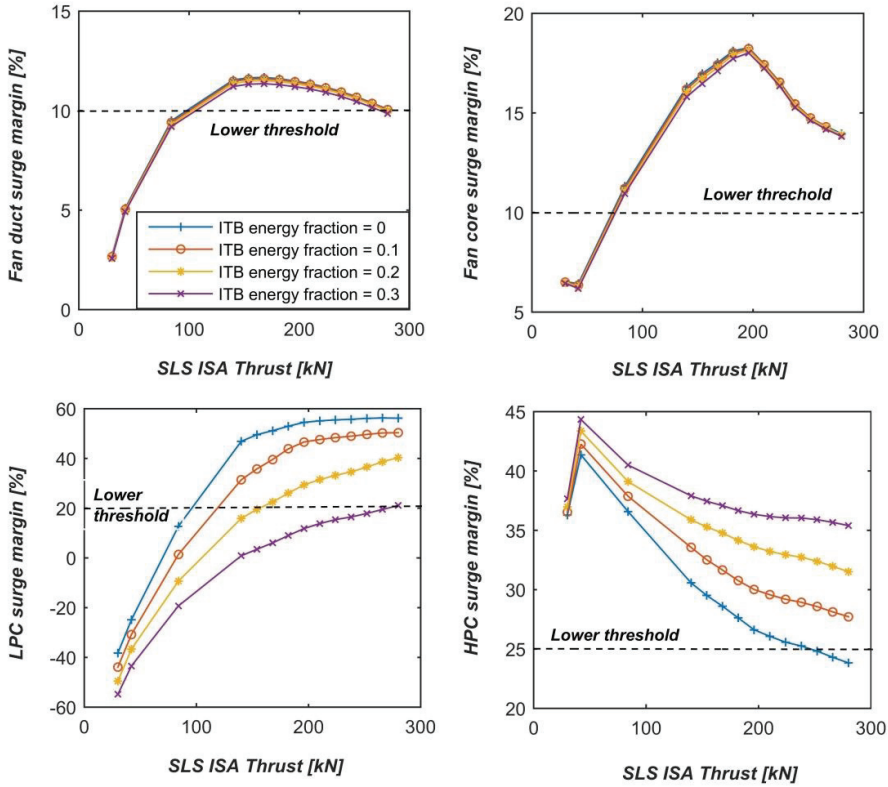 Fan duct surge margin [%]
15
10
5
0
Lower threshold
ITB energy fraction = 0
ITB energy fraction = 0.1
ITB energy fraction = 0.2
ITB energy fraction = 0.3
0
100
200
300
SLS ISA Thrust [kN]
Fan core surge margin [%]
20
15
10
5
Lower threchold
0
100
200
300
SLS ISA Thrust [kN]
LPC surge margin [%]
60
40
20
0
-20
-40
-60
Lower
threshold
0
100
200
300
SLS ISA Thrust [kN]
HPC surge margin [%]
45
40
35
30
25
20
Lower threshold
0
100
200
300
SLS ISA Thrust [kN]